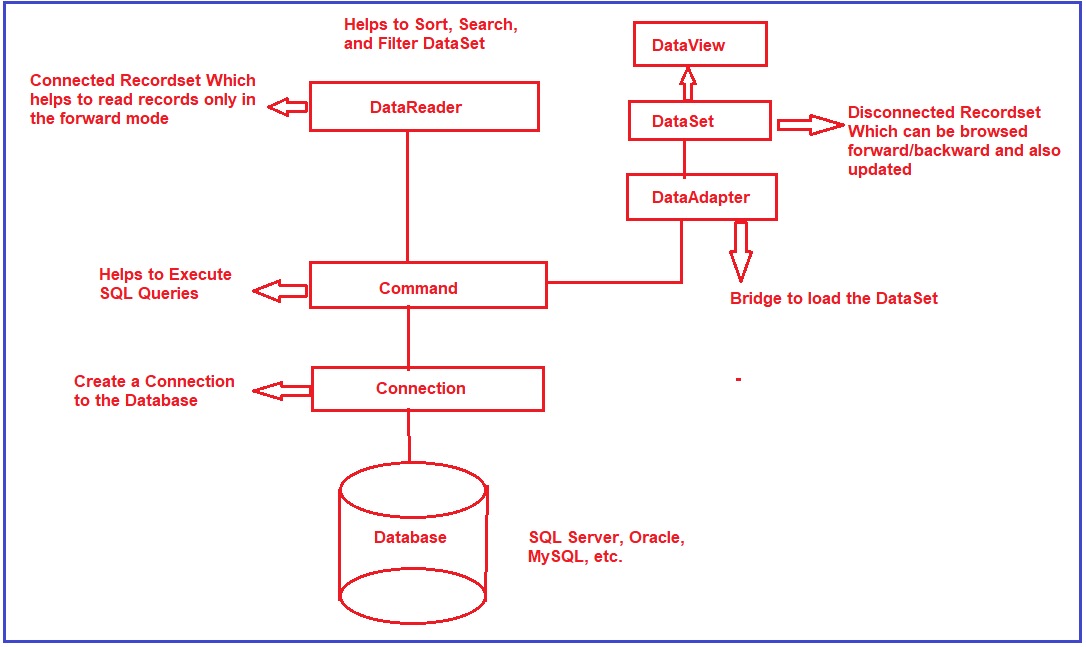 Helps to Sort, Search,
and Filter DataSet
DataView
Connected Recordset Which
helps to read records only in
the forward mode
DataReader
DataSet
Disconnected Recordset
Which can be browsed
forward/backward and also
updated
DataAdapter
Helps to Execute
SQL Queries
Command
Bridge to load the DataSet
Create a Connection
to the Database
Connection
Database
SQL Server, Oracle,
MySQL, etc.